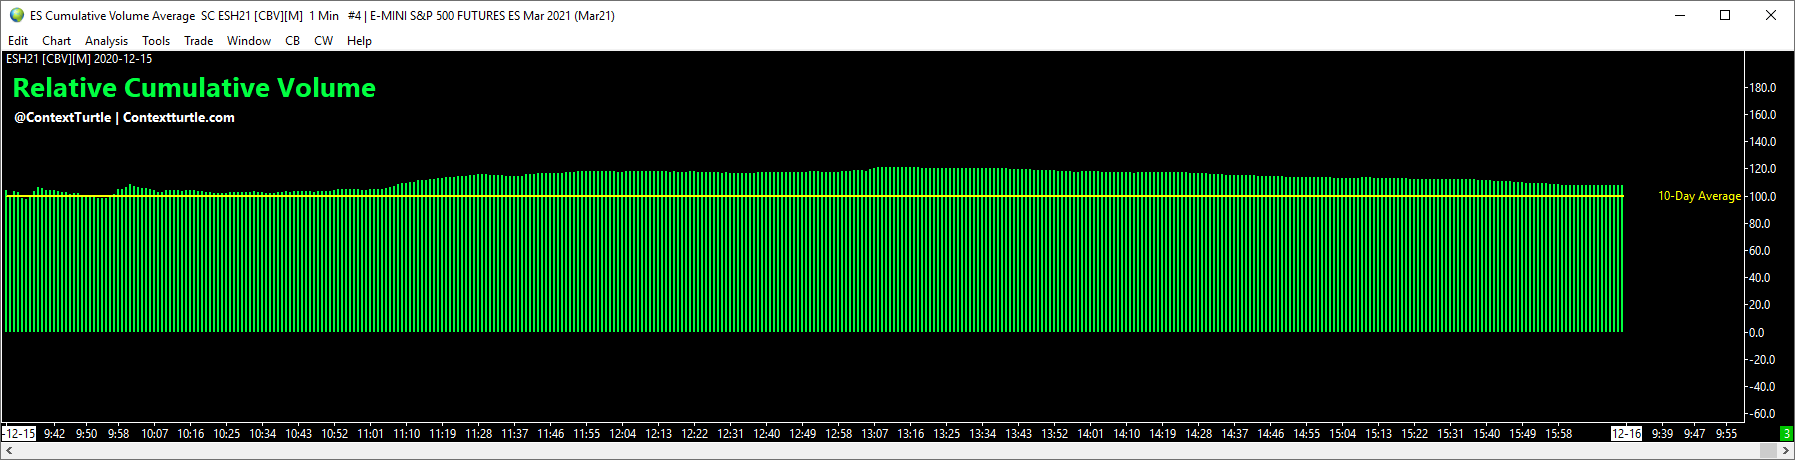 ES Cumulative Volume Average  SC ESH21 [CBV][M]  1 Min   #4 | E-MINI S&P 500 FUTURES ES Mar 2021 (Mar21)
Edit Chart Analysis Tools Trade Window CB CW Help
ESH21 [CBV][M] 2020-12-15
Relative Cumulative Volume
@ContextTurtle | Contextturtle.com
180.0
160.0
140.0
120.0
10-Day Average 100.0
80.0
60.0
40.0
20.0
0.0
-20.0
-40.0
-60.0
-12-15 9:42 9:50 9:58 10:07 10:16 10:25 10:34 10:43 10:52 11:01 11:10 11:19 11:28 11:37 11:46 11:55 12:04 12:13 12:22 12:31 12:40 12:49 12:58 13:07 13:16 13:25 13:34 13:43 13:52 14:01 14:10 14:19 14:28 14:37 14:46 14:55 15:04 15:13 15:22 15:31 15:40 15:49 15:58 12-16 9:39 9:47 9:55 3